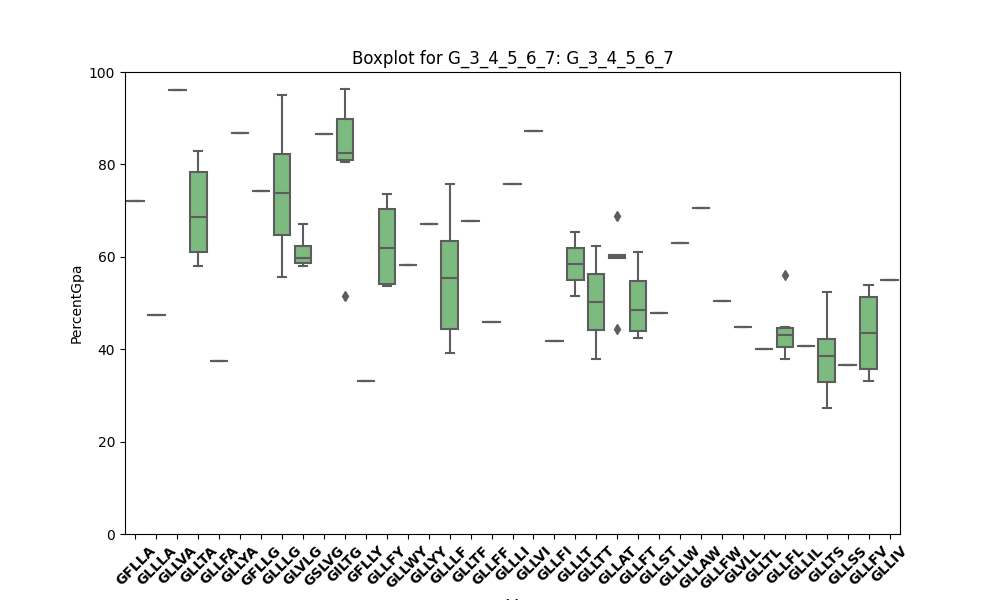 Boxplot for G_3_4_5_6_7: G_3_4_5_6_7
PercentGpa
100
80
60
40
20
0
GFLLA
GLLLA
GLLVA
GLLTA
GLLFA
GLLYA
GFLLG
GLLLG
GLVLG
GSLVG
GILTG
GFLLY
GLLFY
GLLWY
GLLYY
GLLLF
GLLTF
GLLFF
GLLLI
GLLVI
GLLFI
GLLLT
GLLTT
GLLAT
GLLFT
GLLST
GLLLW
GLLAW
GLLFW
GLVLL
GLLTL
GLLFL
GLLIL
GLLTS
GLLSS
GLLFV
GLLIV